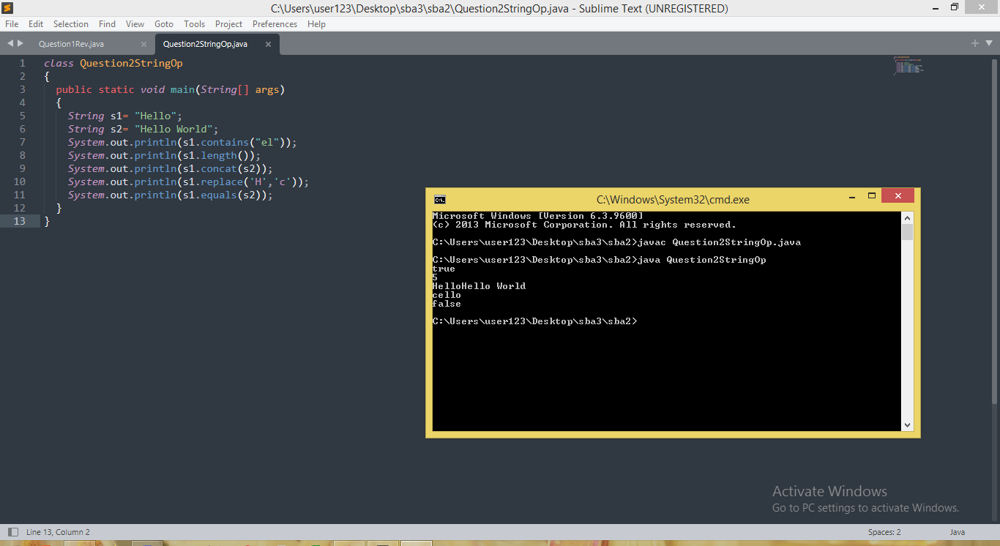 C:\Users\user123\Desktop\sba3\sba2\Question2StringOp.java - Sublime Text (UNREGISTERED)
File Edit Selection Find View Goto Tools Project Preferences Help
Question1Rev.java
Question2StringOp.java
1 class Question2StringOp
2 {
3 public static void main(String[] args)
4 {
5 String s1= "Hello";
6 String s2= "Hello World";
7 System.out.println(s1.contains("el"));
8 System.out.println(s1.length());
9 System.out.println(s1.concat(s2));
10 System.out.println(s1.replace('H','c'));
11 System.out.println(s1.equals(s2));
12 }
13 }
C:\Windows\System32\cmd.exe
Microsoft Windows [Version 6.3.9600]
(c) 2013 Microsoft Corporation. All rights reserved.
C:\Users\user123\Desktop\sba3\sba2>javac Question2StringOp.java
C:\Users\user123\Desktop\sba3\sba2>java Question2StringOp
true
5
HelloHello World
cello
false
C:\Users\user123\Desktop\sba3\sba2>
Activate Windows
Go to PC settings to activate Windows.
Line 13, Column 2
Spaces: 2
Java